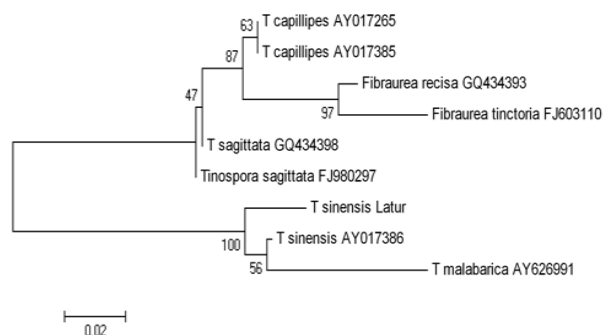 63
T capillipes AY017265
T capillipes AY017385
87
Fibraurea recisa GQ434393
97
Fibraurea tinctoria FJ603110
47
T sagittata GQ434398
Tinospora sagittata FJ980297
T sinensis Latur
100
T sinensis AY017386
56
T malabarica AY626991
0.02